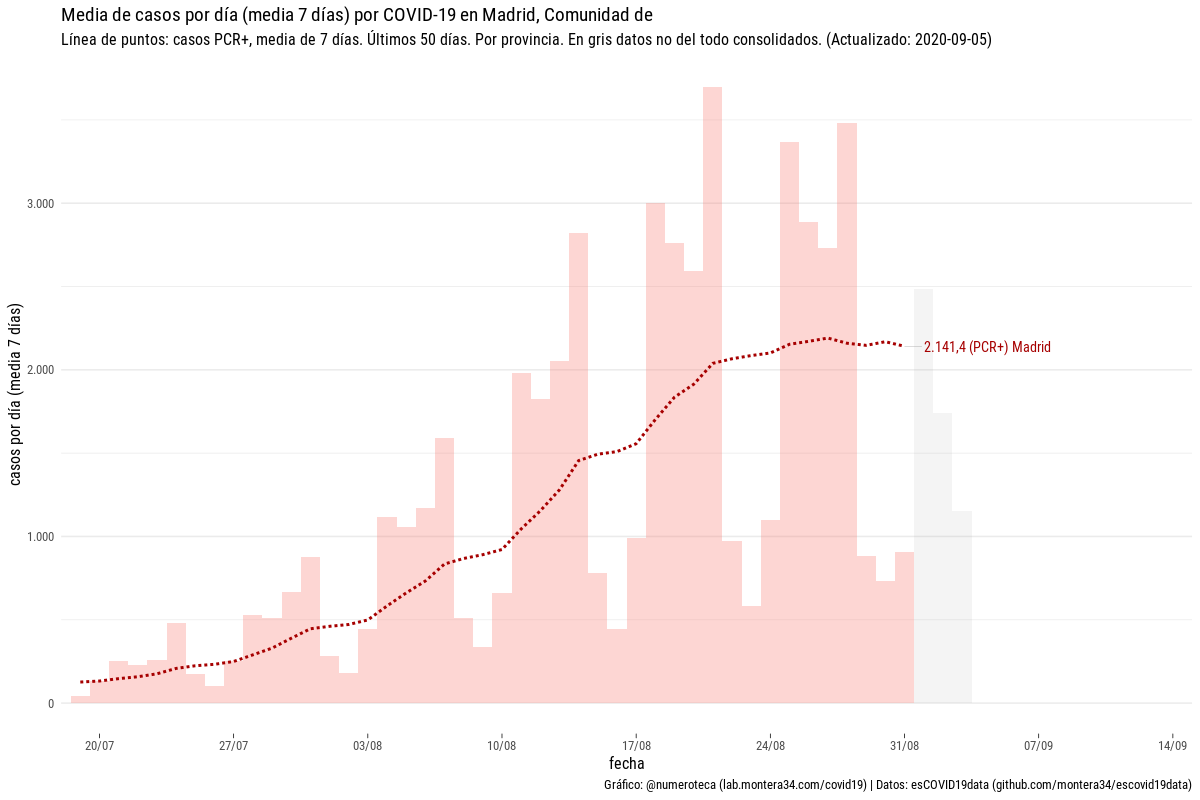 Media de casos por día (media 7 días) por COVID-19 en Madrid, Comunidad de
Línea de puntos: casos PCR+, media de 7 días. Últimos 50 días. Por provincia. En gris datos no del todo consolidados. (Actualizado: 2020-09-05)
casos por día (media 7 días)
3.000
2.000
1.000
0
2.141,4 (PCR+) Madrid
20/07
27/07
03/08
10/08
17/08
24/08
31/08
07/09
14/09
fecha
Gráfico: @numeroteca (lab.montera34.com/covid19) | Datos: esCOVID19data (github.com/montera34/escovid19data)